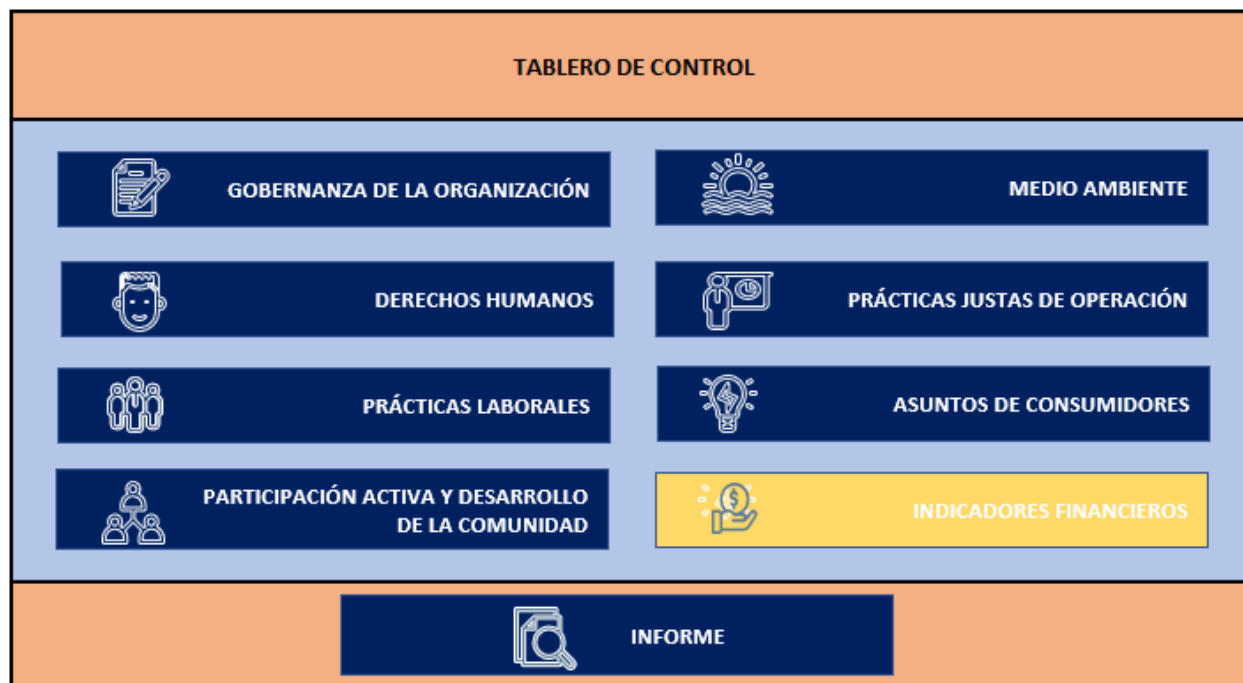 TABLERO DE CONTROL
GOBERNANZA DE LA ORGANIZACIÓN
MEDIO AMBIENTE
DERECHOS HUMANOS
PRÁCTICAS JUSTAS DE OPERACIÓN
PRÁCTICAS LABORALES
ASUNTOS DE CONSUMIDORES
PARTICIPACIÓN ACTIVA Y DESARROLLO
DE LA COMUNIDAD
INDICADORES FINANCIEROS
INFORME